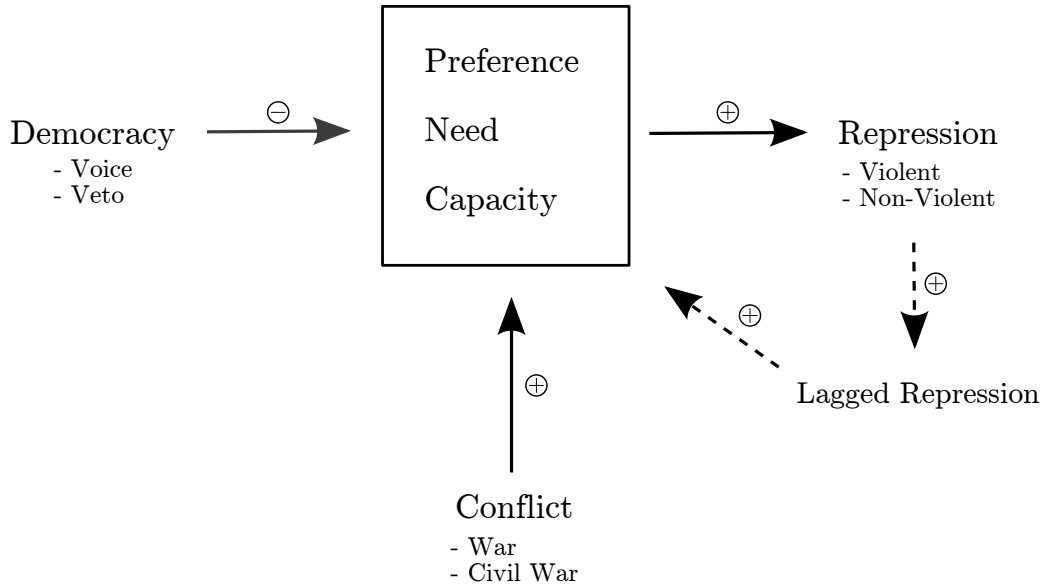 Preference
Need
Capacity
Democracy
- Voice
- Veto
⊖
⊕
Repression
- Violent
- Non-Violent
⊕
⊕
Lagged Repression
⊕
Conflict
- War
- Civil War